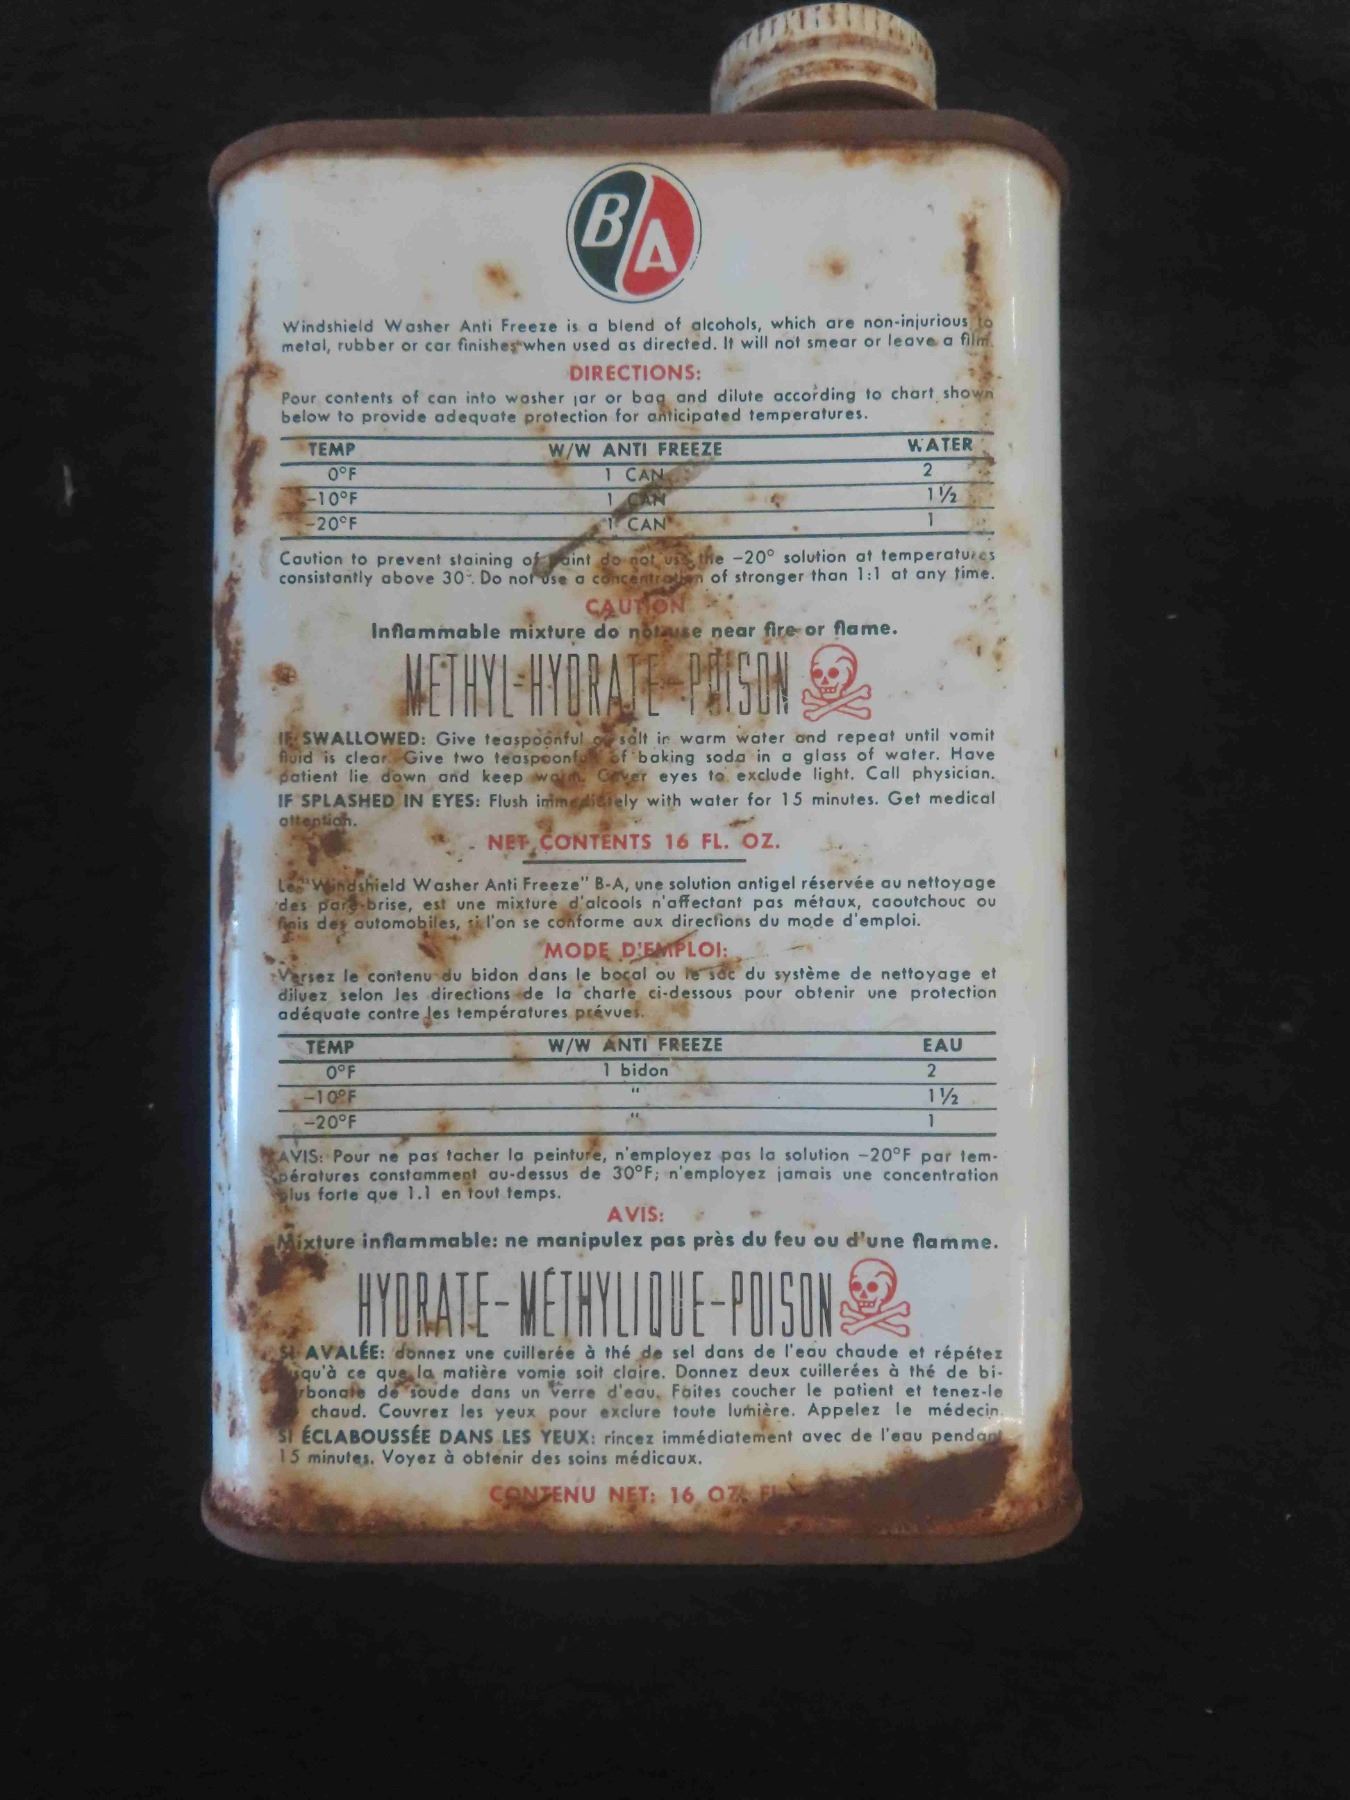 B A
Windshield Washer Anti Freeze is a blend of alcohols, which are non-injurious to
metal, rubber or car finishes when used as directed. It will not smear or leave a film.
DIRECTIONS:
Pour contents of can into washer jar or bag and dilute according to chart shown
below to provide adequate protection for anticipated temperatures.
TEMP W/W ANTI FREEZE WATER
0°F 1 CAN 2
-10°F 1 CAN 1½
-20°F 1 CAN 1
Caution to prevent staining of paint do not use the -20° solution at temperatures
consistantly above 30°. Do not use a concentration of stronger than 1:1 at any time.
CAUTION
Inflammable mixture do not use near fire or flame.
METHYL-HYDRATE-POISON
IF SWALLOWED: Give teaspoonful of salt in warm water and repeat until vomit
fluid is clear. Give two teaspoonfuls of baking soda in a glass of water. Have
patient lie down and keep warm. Cover eyes to exclude light. Call physician.
IF SPLASHED IN EYES: Flush immediately with water for 15 minutes. Get medical
attention.
NET CONTENTS 16 FL. OZ.
Le "Windshield Washer Anti Freeze" B-A, une solution antigel réservée au nettoyage
des pare-brise, est une mixture d'alcools n'affectant pas métaux, caoutchouc ou
finis des automobiles, si l'on se conforme aux directions du mode d'emploi.
MODE D'EMPLOI:
Versez le contenu du bidon dans le bocal ou le sac du système de nettoyage et
diluez selon les directions de la charte ci-dessous pour obtenir une protection
adéquate contre les températures prévues.
TEMP W/W ANTI FREEZE EAU
0°F 1 bidon 2
-10°F " 1½
-20°F " 1
AVIS: Pour ne pas tacher la peinture, n'employez pas la solution -20°F par tem-
pératures constamment au-dessus de 30°F; n'employez jamais une concentration
plus forte que 1.1 en tout temps.
AVIS:
Mixture inflammable: ne manipulez pas près du feu ou d'une flamme.
HYDRATE-MÉTHYLIQUE-POISON
SI AVALÉE: donnez une cuillerée à thé de sel dans de l'eau chaude et répétez
jusqu'à ce que la matière vomie soit claire. Donnez deux cuillerées à thé de bi-
carbonate de soude dans un verre d'eau. Faites coucher le patient et tenez-le
chaud. Couvrez les yeux pour exclure toute lumière. Appelez le médecin.
SI ÉCLABOUSSÉE DANS LES YEUX: rincez immédiatement avec de l'eau pendant
15 minutes. Voyez à obtenir des soins médicaux.
CONTENU NET: 16 OZ. FL.